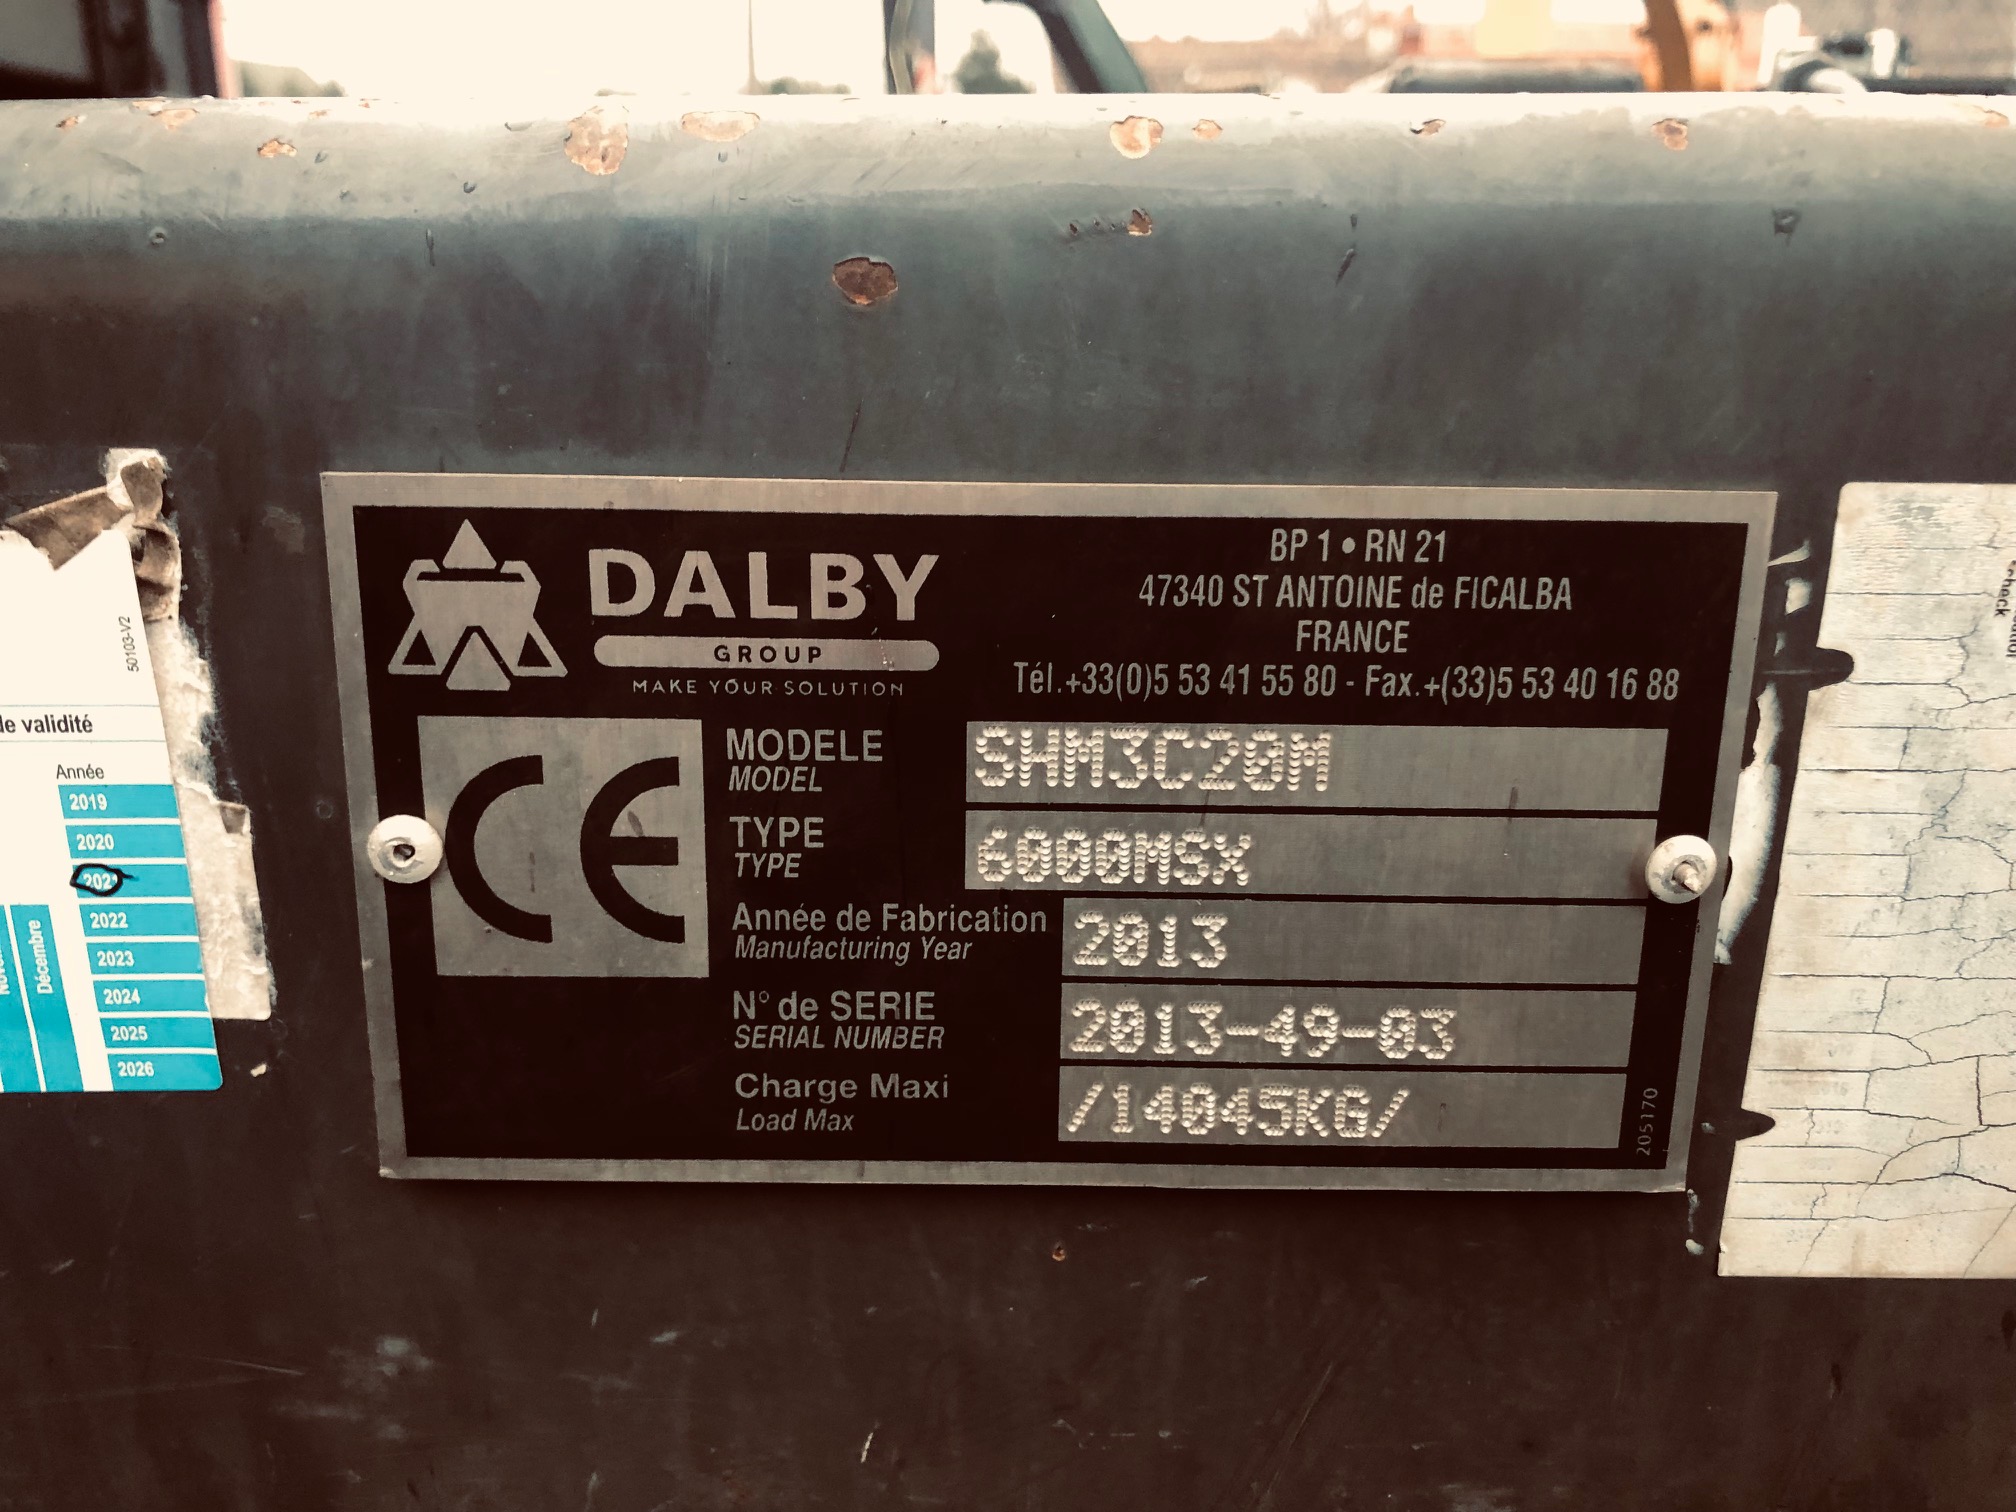 50103-V2
de validité
Année
2019
2020
2021
2022
2023
2024
2025
2026
Décembre
DALBY
GROUP
MAKE YOUR SOLUTION
BP 1 • RN 21
47340 ST ANTOINE de FICALBA
FRANCE
Tél.+33(0)5 53 41 55 80 - Fax.+(33)5 53 40 16 88
CE
MODELE SHM3C20M
MODEL
TYPE 6000MSX
TYPE
Année de Fabrication 2013
Manufacturing Year
N° de SERIE 2013-49-03
SERIAL NUMBER
Charge Maxi /14045KG/
Load Max
205170